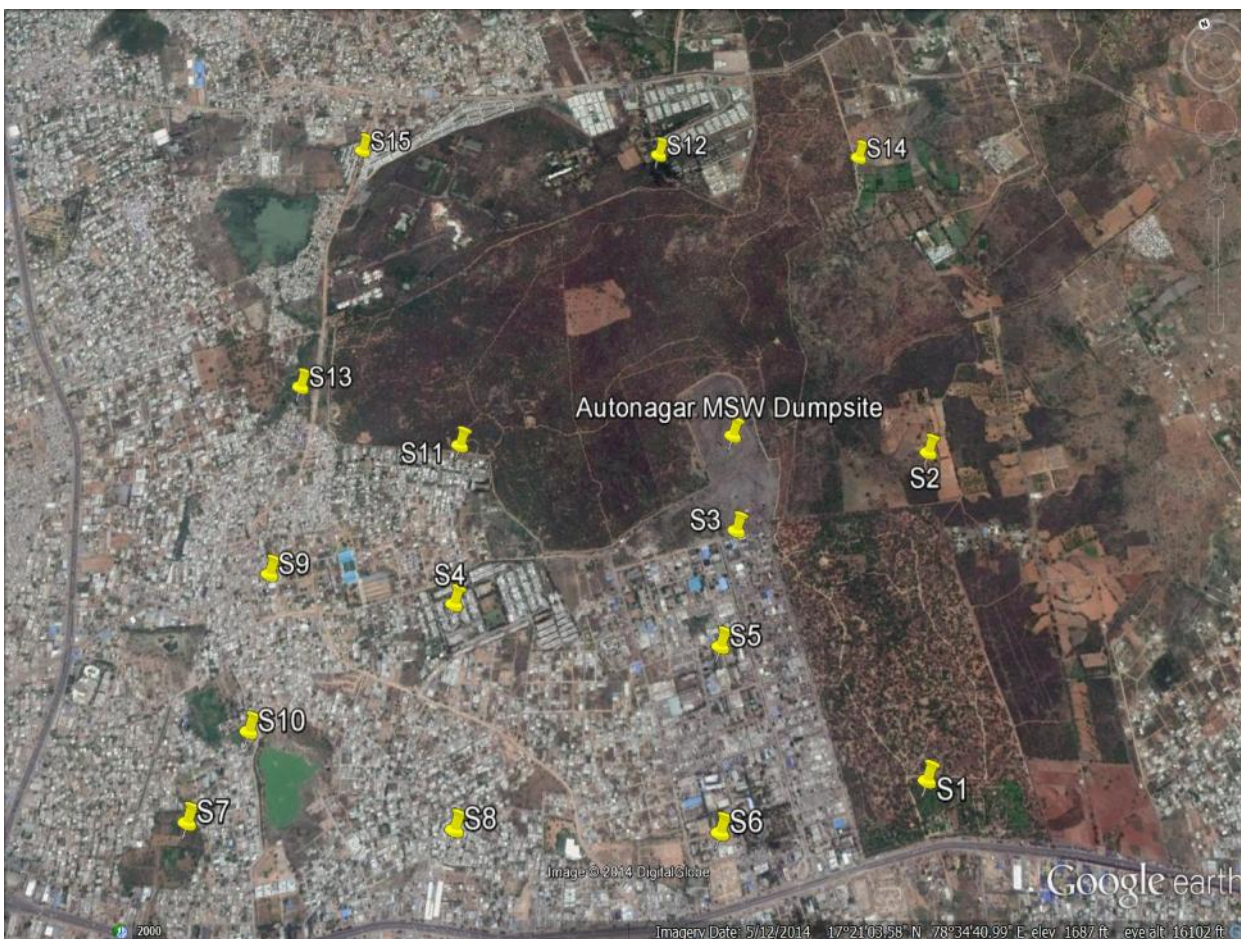 N
S15
S12
S14
S13
Autonagar MSW Dumpsite
S11
S2
S3
S9
S4
S5
S10
S1
S7
S8
S6
Image © 2014 DigitalGlobe
Google earth
2000
Imagery Date: 5/12/2014 17°21'03.58" N 78°34'40.99" E elev 1687 ft eye alt 16102 ft